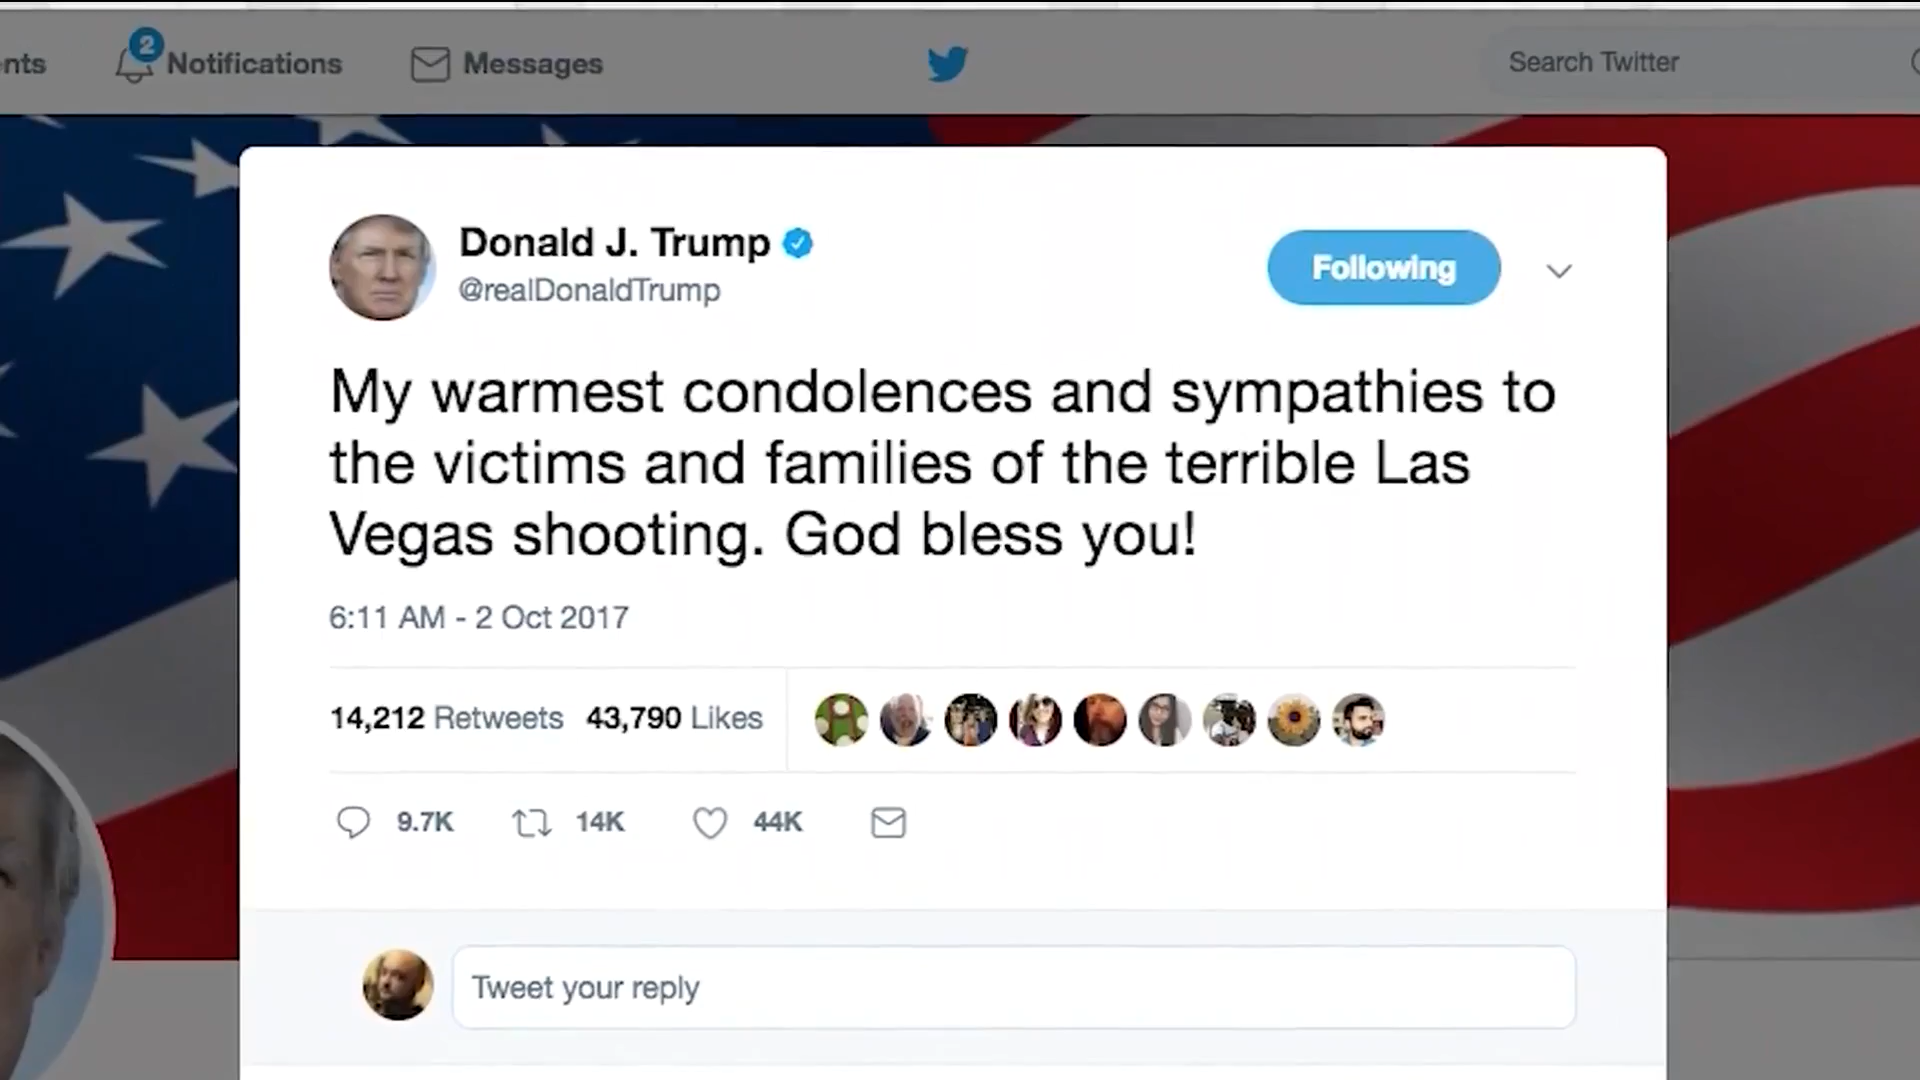 nts
2
Notifications
Messages
Search Twitter
Donald J. Trump
@realDonaldTrump
Following
My warmest condolences and sympathies to
the victims and families of the terrible Las
Vegas shooting. God bless you!
6:11 AM - 2 Oct 2017
14,212 Retweets 43,790 Likes
9.7K 14K 44K
Tweet your reply